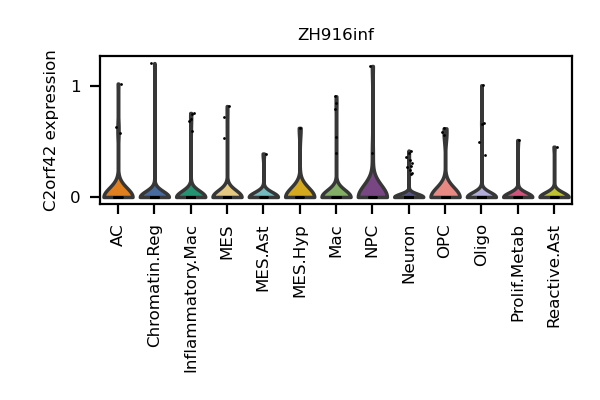 ZH916inf
C2orf42 expression
1
0
AC
Chromatin.Reg
Inflammatory.Mac
MES
MES.Ast
MES.Hyp
Mac
NPC
Neuron
OPC
Oligo
Prolif.Metab
Reactive.Ast